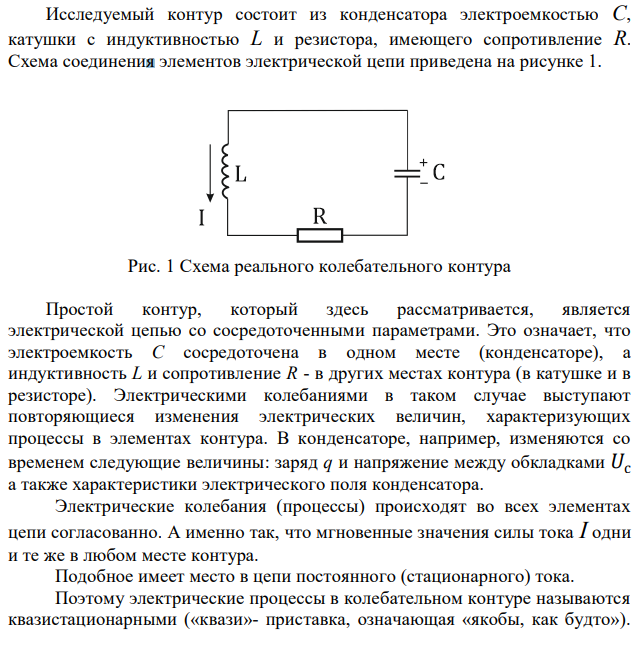 Исследуемый контур состоит из конденсатора электроемкостью C,
катушки с индуктивностью L и резистора, имеющего сопротивление R.
Схема соединения элементов электрической цепи приведена на рисунке 1.
L
+
C
−
I
R
Рис. 1 Схема реального колебательного контура
Простой контур, который здесь рассматривается, является
электрической цепью со сосредоточенными параметрами. Это означает, что
электроемкость C сосредоточена в одном месте (конденсаторе), а
индуктивность L и сопротивление R - в других местах контура (в катушке и в
резисторе). Электрическими колебаниями в таком случае выступают
повторяющиеся изменения электрических величин, характеризующих
процессы в элементах контура. В конденсаторе, например, изменяются со
временем следующие величины: заряд q и напряжение между обкладками Uc
а также характеристики электрического поля конденсатора.
Электрические колебания (процессы) происходят во всех элементах
цепи согласованно. А именно так, что мгновенные значения силы тока I одни
и те же в любом месте контура.
Подобное имеет место в цепи постоянного (стационарного) тока.
Поэтому электрические процессы в колебательном контуре называются
квазистационарными («квази»- приставка, означающая «якобы, как будто»).